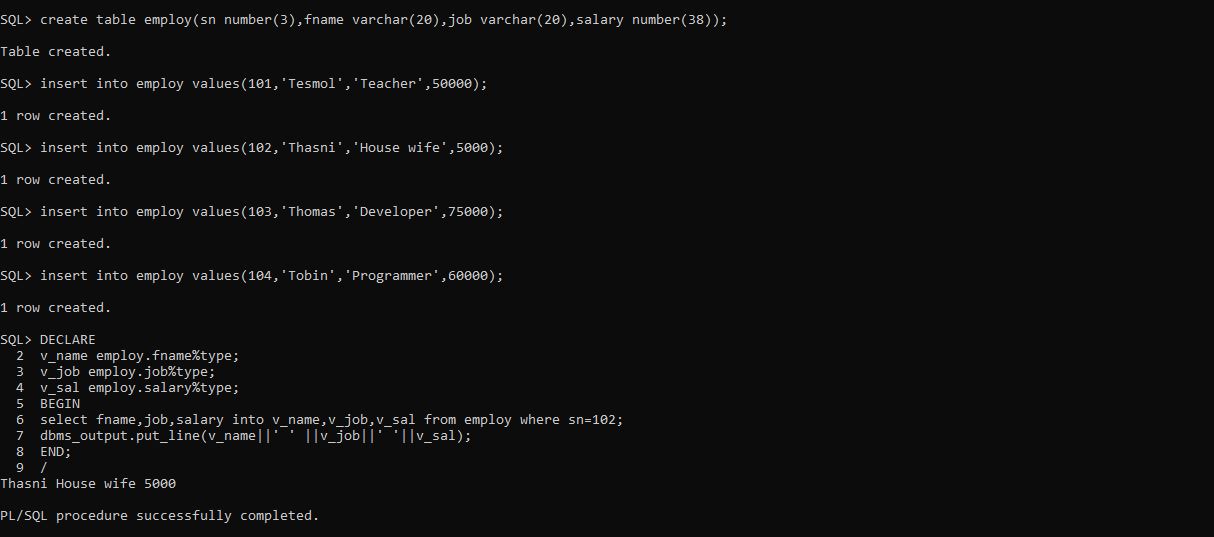 SQL> create table employ(sn number(3),fname varchar(20),job varchar(20),salary number(38));
Table created.
SQL> insert into employ values(101,'Tesmol','Teacher',50000);
1 row created.
SQL> insert into employ values(102,'Thasni','House wife',5000);
1 row created.
SQL> insert into employ values(103,'Thomas','Developer',75000);
1 row created.
SQL> insert into employ values(104,'Tobin','Programmer',60000);
1 row created.
SQL> DECLARE
2 v_name employ.fname%type;
3 v_job employ.job%type;
4 v_sal employ.salary%type;
5 BEGIN
6 select fname,job,salary into v_name,v_job,v_sal from employ where sn=102;
7 dbms_output.put_line(v_name||' ' ||v_job||' '||v_sal);
8 END;
9 /
Thasni House wife 5000
PL/SQL procedure successfully completed.